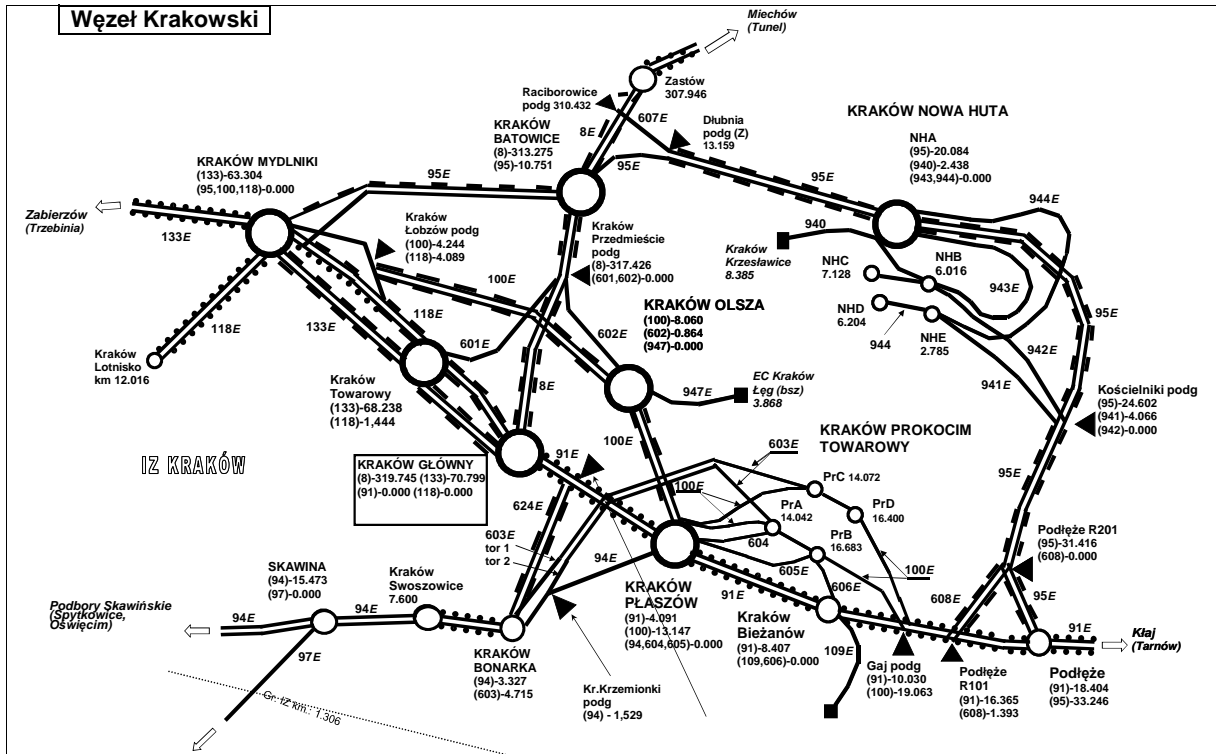 Węzeł Krakowski
Miechów
(Tunel)
Zastów
307.946
Raciborowice
podg 310.432
607E
8E
Dłubnia
podg (Z)
13.159
KRAKÓW NOWA HUTA
KRAKÓW
BATOWICE
(8)-313.275
(95)-10.751
NHA
(95)-20.084
(940)-2.438
(943,944)-0.000
KRAKÓW MYDLNIKI
(133)-63.304
(95,100,118)-0.000
95E
95E
95E
944E
Zabierzów
(Trzebinia)
133E
Kraków
Łobzów podg
(100)-4.244
(118)-4.089
Kraków
Przedmieście
podg
(8)-317.426
(601,602)-0.000
940
Kraków
Krzesławice
8.385
NHC
7.128
NHB
6.016
943E
NHD
6.204
NHE
2.785
944
942E
941E
95E
100E
KRAKÓW OLSZA
(100)-8.060
(602)-0.864
(947)-0.000
118E
133E
118E
601E
602E
Kraków
Lotnisko
km 12.016
Kraków
Towarowy
(133)-68.238
(118)-1,444
8E
947E
EC Kraków
Łęg (bsz)
3.868
Kościelniki podg
(95)-24.602
(941)-4.066
(942)-0.000
KRAKÓW PROKOCIM
TOWAROWY
100E
603E
IZ KRAKÓW
KRAKÓW GŁÓWNY
(8)-319.745 (133)-70.799
(91)-0.000 (118)-0.000
91E
624E
100E
PrC 14.072
PrA
14.042
PrD
16.400
PrB
16.683
95E
603E
tor 1
tor 2
94E
604
605E
606E
100E
Podłęże R201
(95)-31.416
(608)-0.000
SKAWINA
(94)-15.473
(97)-0.000
Kraków
Swoszowice
7.600
KRAKÓW
PŁASZÓW
(91)-4.091
(100)-13.147
(94,604,605)-0.000
91E
608E
95E
91E
Podbory Skawińskie
(Spytkowice,
Oświęcim)
94E
94E
97E
KRAKÓW
BONARKA
(94)-3.327
(603)-4.715
Kr.Krzemionki
podg
(94) - 1,529
Kraków
Bieżanów
(91)-8.407
(109,606)-0.000
109E
Gaj podg
(91)-10.030
(100)-19.063
Podłęże
R101
(91)-16.365
(608)-1.393
Podłęże
(91)-18.404
(95)-33.246
Kłaj
(Tarnów)
Gr. IZ km.: 1.306